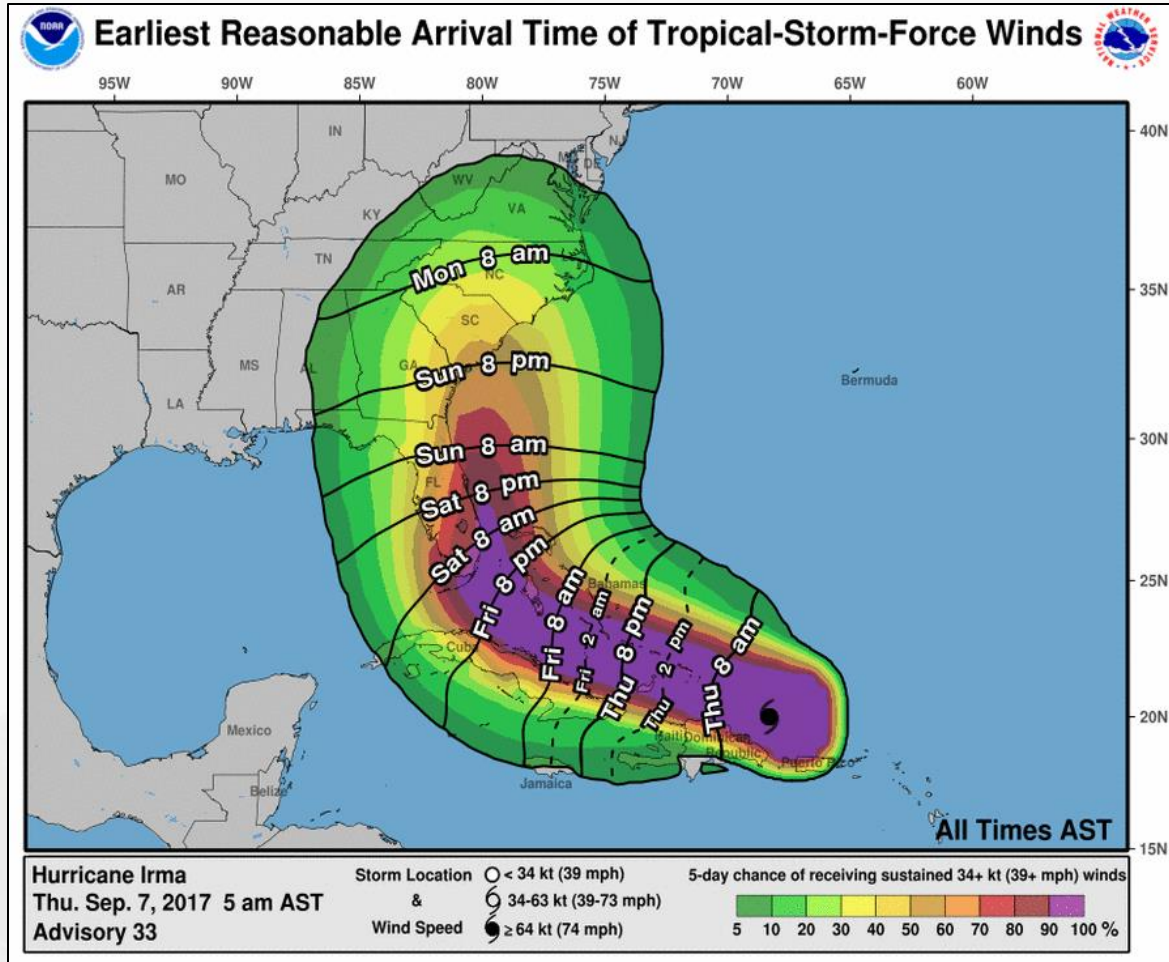 NOAA
Earliest Reasonable Arrival Time of Tropical-Storm-Force Winds
95W 90W 85W 80W 75W 70W 65W 60W
40N
35N
30N
25N
20N
15N
IN
NJ
DE
MO
WV
KY
VA
TN
NC
AR
SC
MS
AL
GA
LA
FL
Bermuda
Bahamas
Cuba
Mexico
Belize
Jamaica
Haiti
Dominican
Republic
Puerto Rico
Mon 8 am
Sun 8 pm
Sun 8 am
Sat 8 pm
Sat 8 am
Fri 8 pm
Fri 8 am
Fri 2 am
Thu 8 pm
Thu 2 pm
Thu 8 am
All Times AST
Hurricane Irma
Thu. Sep. 7, 2017 5 am AST
Advisory 33
Storm Location
&
Wind Speed
< 34 kt (39 mph)
34-63 kt (39-73 mph)
≥ 64 kt (74 mph)
5-day chance of receiving sustained 34+ kt (39+ mph) winds
5 10 20 30 40 50 60 70 80 90 100 %